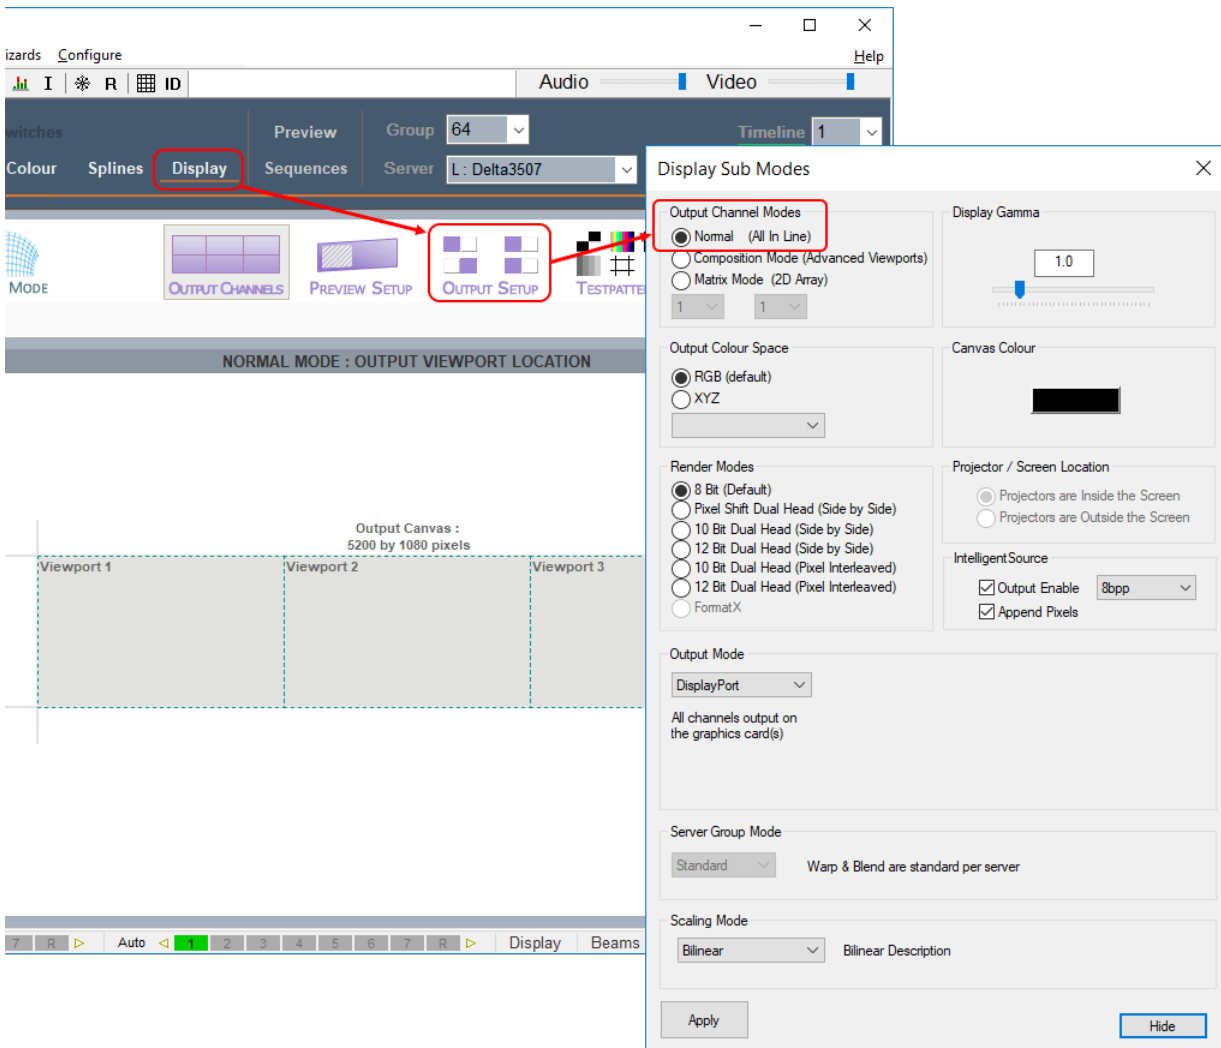 izards Configure
Help
I R ID
Audio Video
witches
Preview Group 64 Timeline 1
Colour Splines Display Sequences Server L : Delta3507
MODE
OUTPUT CHANNELS
PREVIEW SETUP
OUTPUT SETUP
TESTPATTE
NORMAL MODE : OUTPUT VIEWPORT LOCATION
Output Canvas :
5200 by 1080 pixels
Viewport 1 Viewport 2 Viewport 3
7 R Auto 1 2 3 4 5 6 7 R Display Beams
Display Sub Modes
Output Channel Modes
Normal (All In Line)
Composition Mode (Advanced Viewports)
Matrix Mode (2D Array)
1 1
Display Gamma
1.0
Output Colour Space
RGB (default)
XYZ
Canvas Colour
Render Modes
8 Bit (Default)
Pixel Shift Dual Head (Side by Side)
10 Bit Dual Head (Side by Side)
12 Bit Dual Head (Side by Side)
10 Bit Dual Head (Pixel Interleaved)
12 Bit Dual Head (Pixel Interleaved)
FormatX
Projector / Screen Location
Projectors are Inside the Screen
Projectors are Outside the Screen
IntelligentSource
Output Enable 8bpp
Append Pixels
Output Mode
DisplayPort
All channels output on
the graphics card(s)
Server Group Mode
Standard Warp & Blend are standard per server
Scaling Mode
Bilinear Bilinear Description
Apply
Hide